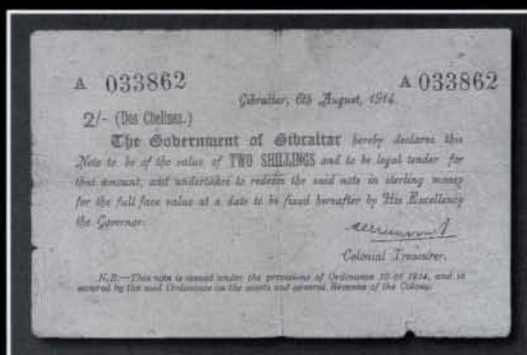 A 033862 A 033862
Gibraltar, 6th August, 1914.
2/- (Dos Chelines.)
The Government of Gibraltar hereby declares this
Note to be of the value of TWO SHILLINGS and to be legal tender for
that amount, and undertakes to redeem the said note in sterling money
for the full face value at a date to be fixed hereafter by His Excellency
the Governor.
Colonial Treasurer.
N.B.—This note is issued under the provisions of Ordinance 10 of 1914, and is
secured by the said Ordinance on the assets and general Revenue of the Colony.